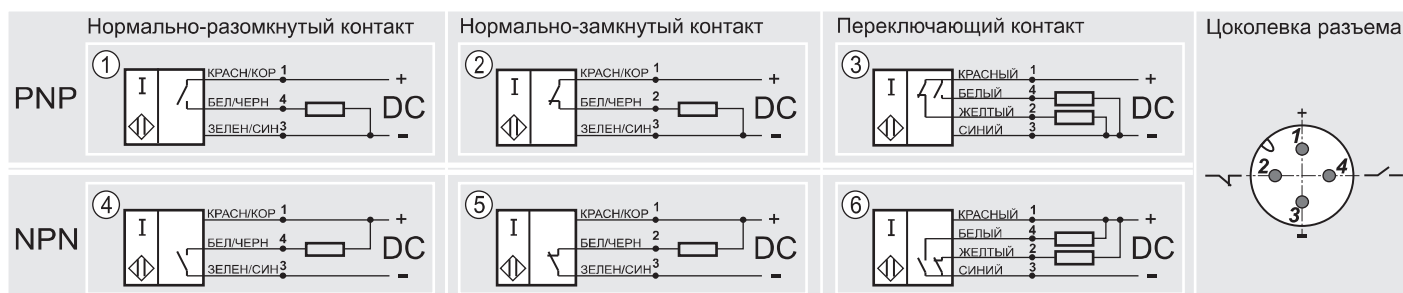 Нормально-разомкнутый контакт
Нормально-замкнутый контакт
Переключающий контакт
Цоколевка разъема
PNP
1
I
КРАСН/КОР 1
БЕЛ/ЧЕРН 4
ЗЕЛЕН/СИН 3
+
DC
-
2
I
КРАСН/КОР 1
БЕЛ/ЧЕРН 2
ЗЕЛЕН/СИН 3
+
DC
-
3
I
КРАСНЫЙ 1
БЕЛЫЙ 4
ЖЕЛТЫЙ 2
СИНИЙ 3
+
DC
-
NPN
4
I
КРАСН/КОР 1
БЕЛ/ЧЕРН 4
ЗЕЛЕН/СИН 3
+
DC
-
5
I
КРАСН/КОР 1
БЕЛ/ЧЕРН 2
ЗЕЛЕН/СИН 3
+
DC
-
6
I
КРАСНЫЙ 1
БЕЛЫЙ 4
ЖЕЛТЫЙ 2
СИНИЙ 3
+
DC
-
+
1
2
4
3
-